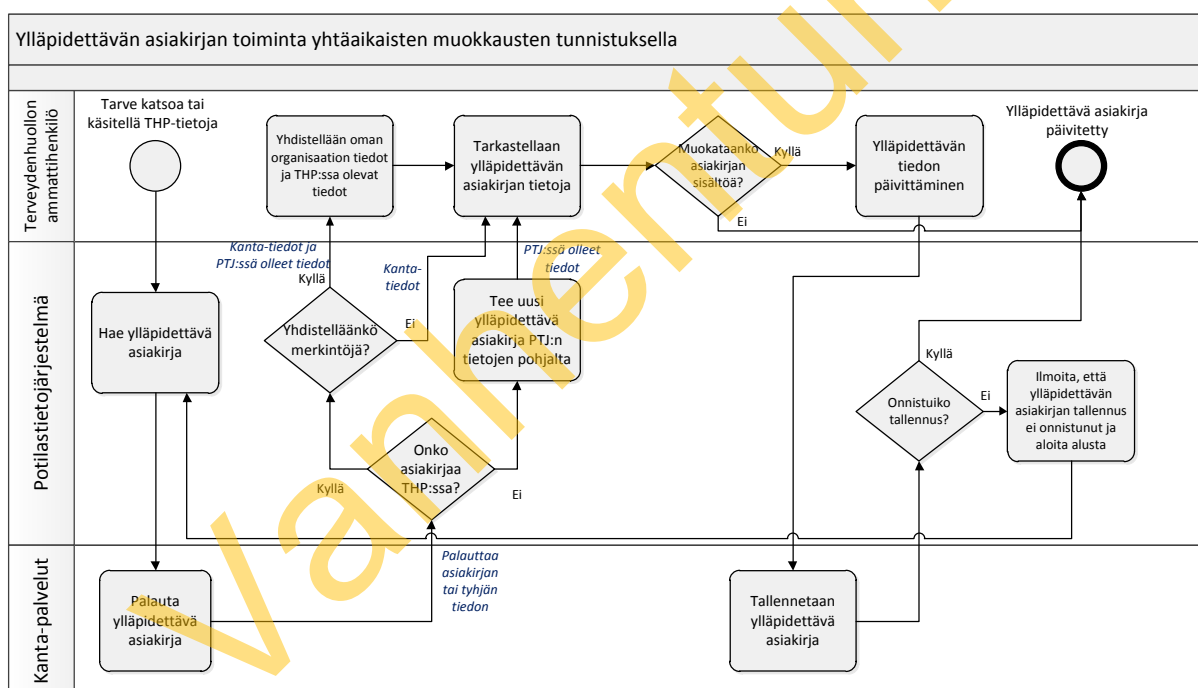 Ylläpidettävän asiakirjan toiminta yhtäaikaisten muokkausten tunnistuksella
Terveydenhuollon
ammattihenkilö
Tarve katsoa tai
käsitellä THP-tietoja
Yhdistellään oman
organisaation tiedot
ja THP:ssa olevat
tiedot
Tarkastellaan
ylläpidettävän
asiakirjan tietoja
Muokataanko
asiakirjan
sisältöä?
Kyllä
Ei
Ylläpidettävän
tiedon
päivittäminen
Ylläpidettävä asiakirja
päivitetty
Potilastietojärjestelmä
Hae ylläpidettävä
asiakirja
Kanta-tiedot ja
PTJ:ssä olleet tiedot
Kyllä
Yhdistelläänkö
merkintöjä?
Ei
Kanta-
tiedot
PTJ:ssä olleet
tiedot
Tee uusi
ylläpidettävä
asiakirja PTJ:n
tietojen pohjalta
Onko
asiakirjaa
THP:ssa?
Kyllä
Ei
Kyllä
Onnistuiko
tallennus?
Ei
Ilmoita, että
ylläpidettävän
asiakirjan tallennus
ei onnistunut ja
aloita alusta
Kanta-palvelut
Palauta
ylläpidettävä
asiakirja
Palauttaa
asiakirjan
tai tyhjän
tiedon
Tallennetaan
ylläpidettävä
asiakirja
Vanhentun